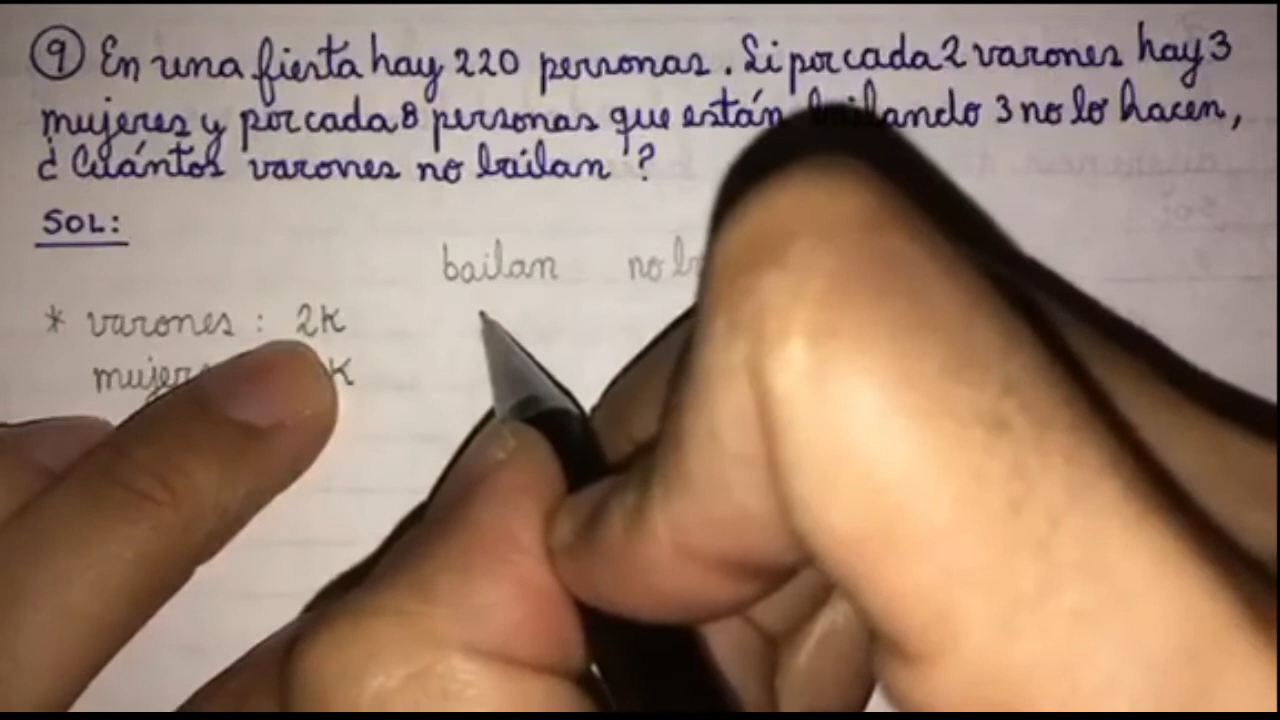 9 En una fiesta hay 220 personas. Si por cada 2 varones hay 3
mujeres y por cada 8 personas que están bailando 3 no lo hacen,
¿Cuántos varones no bailan?
SOL:
bailan no
* varones: 2K
K